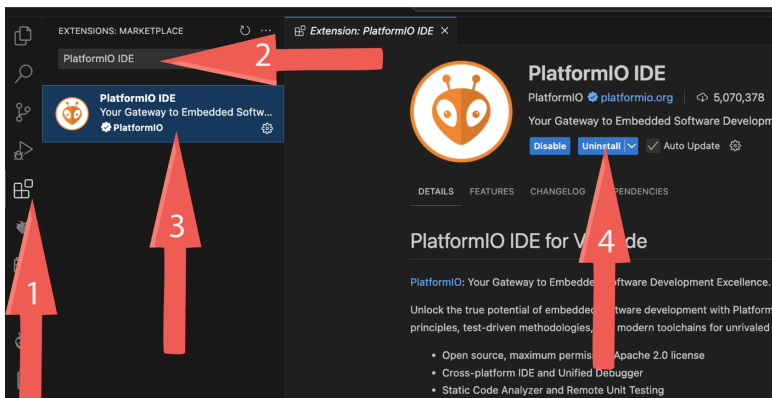 EXTENSIONS: MARKETPLACE
PlatformIO IDE
2
PlatformIO IDE
Your Gateway to Embedded Softw...
PlatformIO
3
1
Extension: PlatformIO IDE
PlatformIO IDE
PlatformIO platformio.org 5,070,378
Your Gateway to Embedded Software Developm
Disable Uninstall Auto Update
4
DETAILS FEATURES CHANGELOG
PlatformIO IDE for
PlatformIO: Your Gateway to Embedded Development Excellence.
Unlock the true potential of embedded development with Platform
principles, test-driven methodologies, modern toolchains for unrivaled
• Open source, maximum Apache 2.0 license
• Cross-platform IDE and Unified Debugger
• Static Code Analyzer and Remote Unit Testing